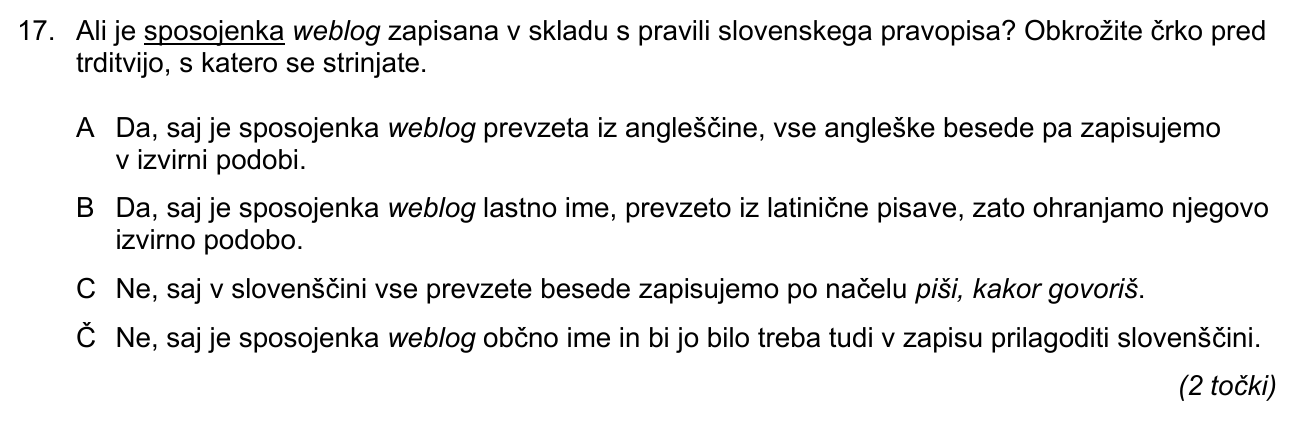 17. Ali je sposojenka weblog zapisana v skladu s pravili slovenskega pravopisa? Obkrožite črko pred
trditvijo, s katero se strinjate.
A Da, saj je sposojenka weblog prevzeta iz angleščine, vse angleške besede pa zapisujemo
v izvirni podobi.
B Da, saj je sposojenka weblog lastno ime, prevzeto iz latinične pisave, zato ohranjamo njegovo
izvirno podobo.
C Ne, saj v slovenščini vse prevzete besede zapisujemo po načelu piši, kakor govoriš.
Č Ne, saj je sposojenka weblog občno ime in bi jo bilo treba tudi v zapisu prilagoditi slovenščini.
(2 točki)